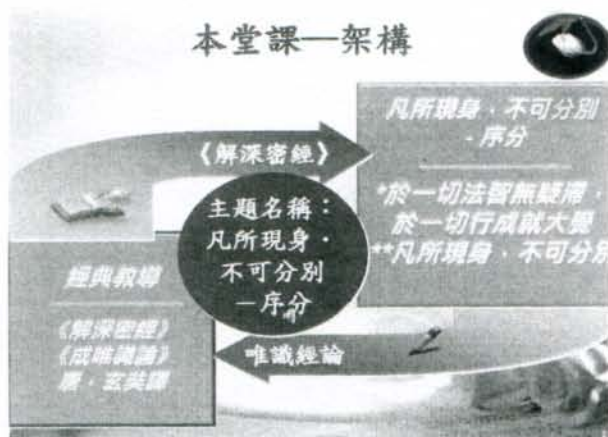 本堂課—架構
凡所現身，不可分別
- 序分
《解深密經》
*於一切法智無疑滯，
於一切行成就大覺
**凡所現身，不可分別
主題名稱：
凡所現身，
不可分別
—序分
經典教導
《解深密經》
《成唯識論》
唐．玄奘譯
唯識經論